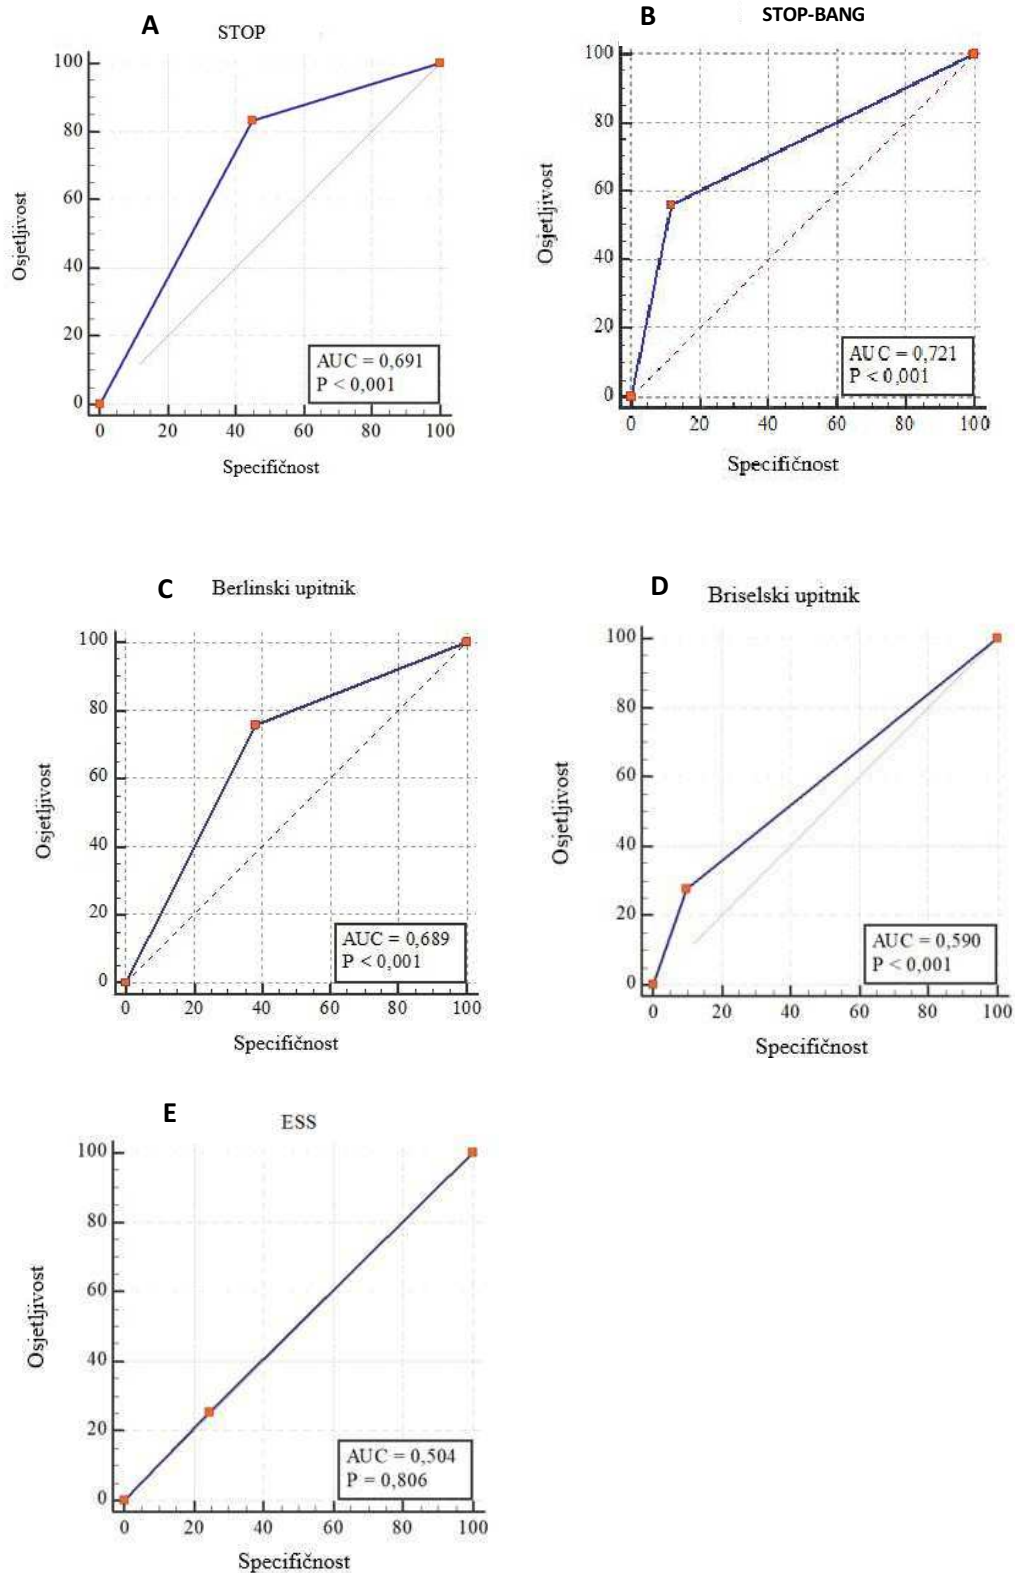 A
STOP
Osjetljivost
100
80
60
40
20
0
0 20 40 60 80 100
Specifičnost
AUC = 0,691
P < 0,001
B
STOP-BANG
Osjetljivost
100
80
60
40
20
0
0 20 40 60 80 100
Specifičnost
AUC = 0,721
P < 0,001
C
Berlinski upitnik
Osjetljivost
100
80
60
40
20
0
0 20 40 60 80 100
Specifičnost
AUC = 0,689
P < 0,001
D
Briselski upitnik
Osjetljivost
100
80
60
40
20
0
0 20 40 60 80 100
Specifičnost
AUC = 0,590
P < 0,001
E
ESS
Osjetljivost
100
80
60
40
20
0
0 20 40 60 80 100
Specifičnost
AUC = 0,504
P = 0,806